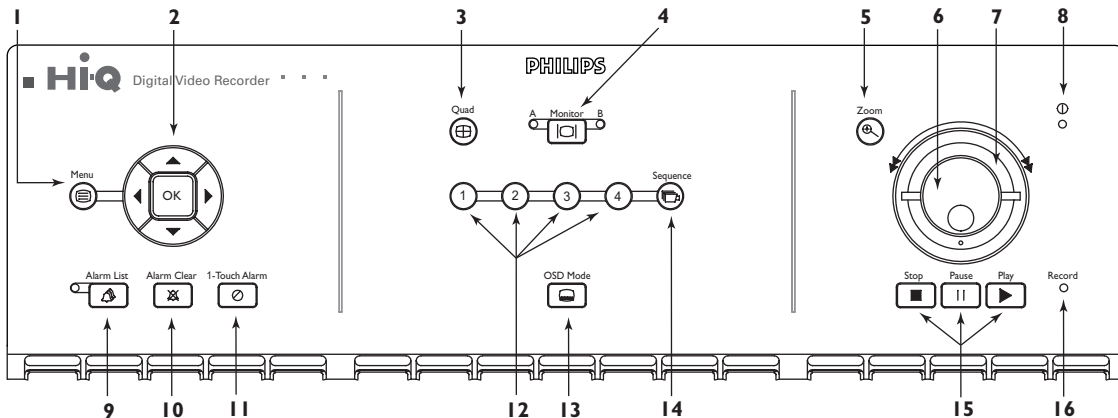 1 2 3 4 5 6 7 8
PHILIPS
Hi·Q Digital Video Recorder
Quad
A Monitor B
Zoom
Menu
OK
1 2 3 4 Sequence
Alarm List Alarm Clear 1-Touch Alarm
OSD Mode
Stop Pause Play Record
9 10 11 12 13 14 15 16